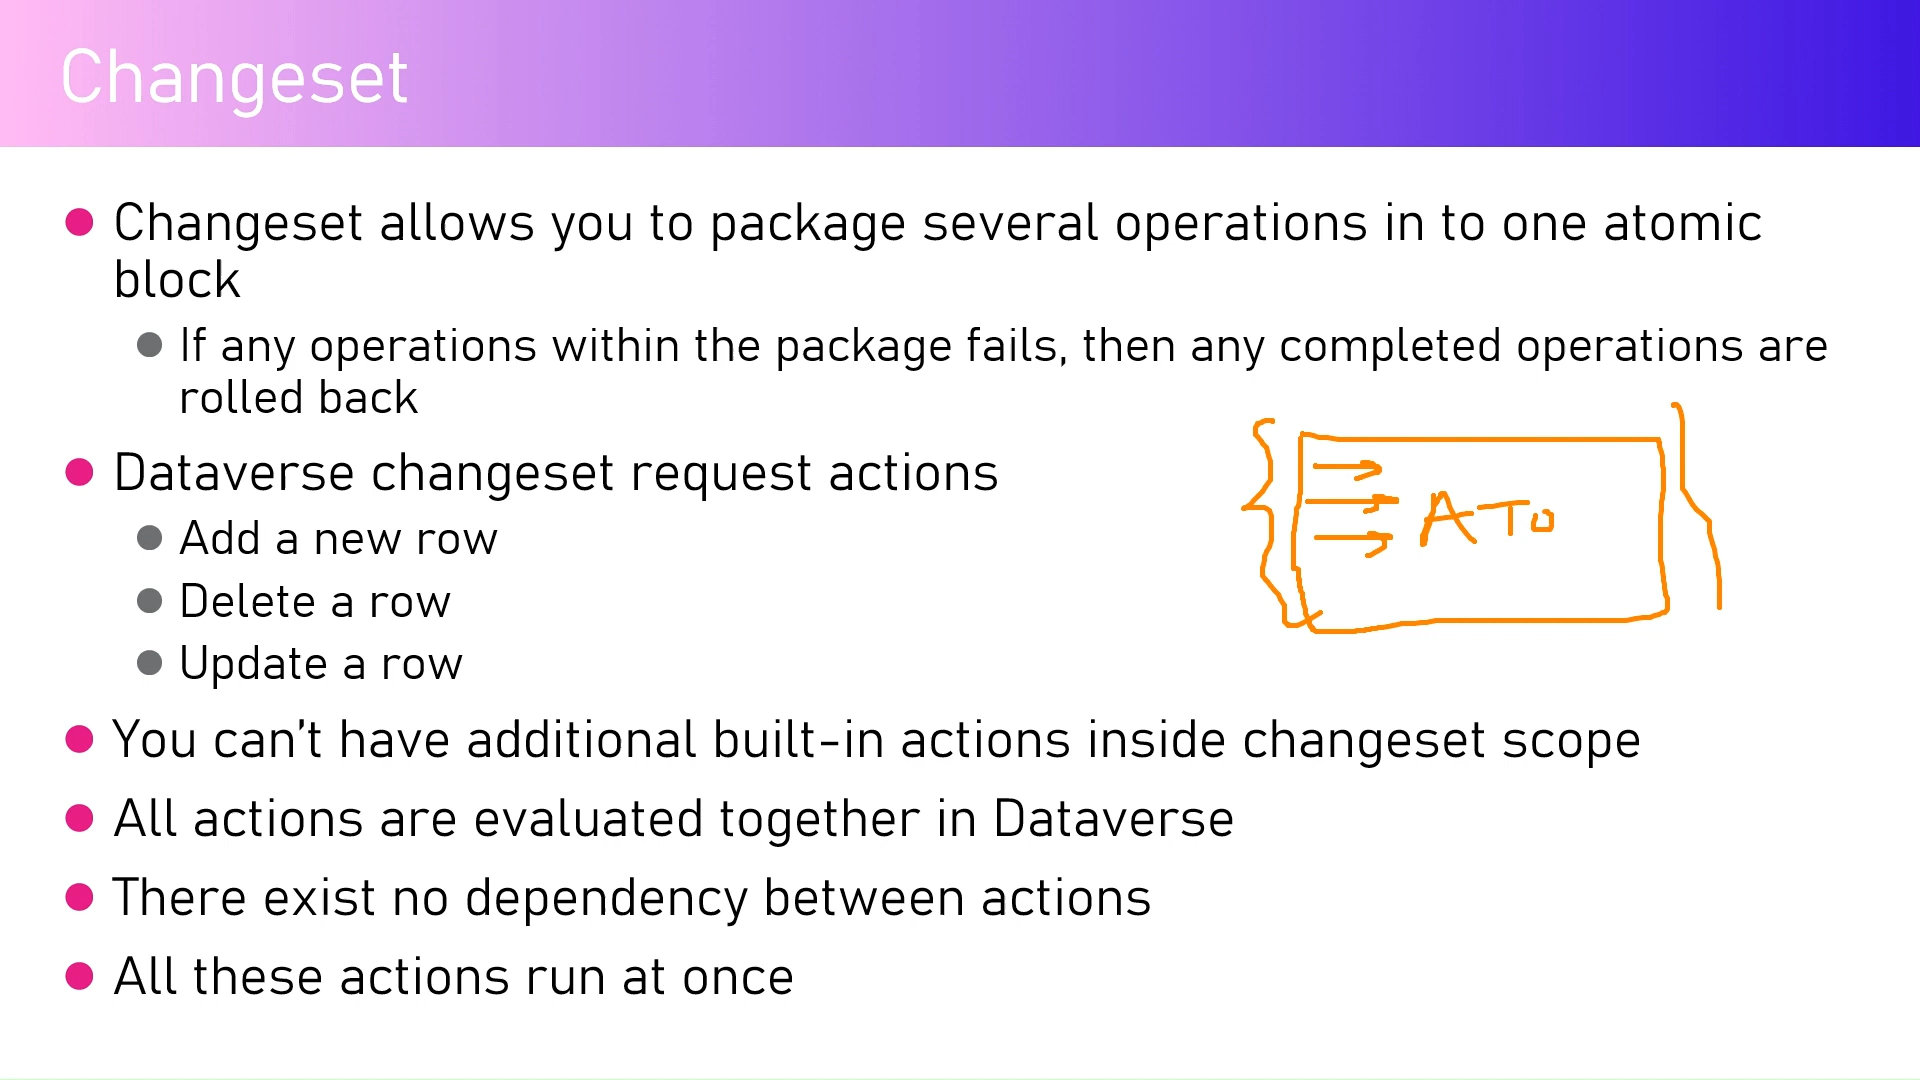 Changeset
Changeset allows you to package several operations in to one atomic
block
If any operations within the package fails, then any completed operations are
rolled back
Dataverse changeset request actions
Add a new row
Delete a row
Update a row
ATO
You can't have additional built-in actions inside changeset scope
All actions are evaluated together in Dataverse
There exist no dependency between actions
All these actions run at once